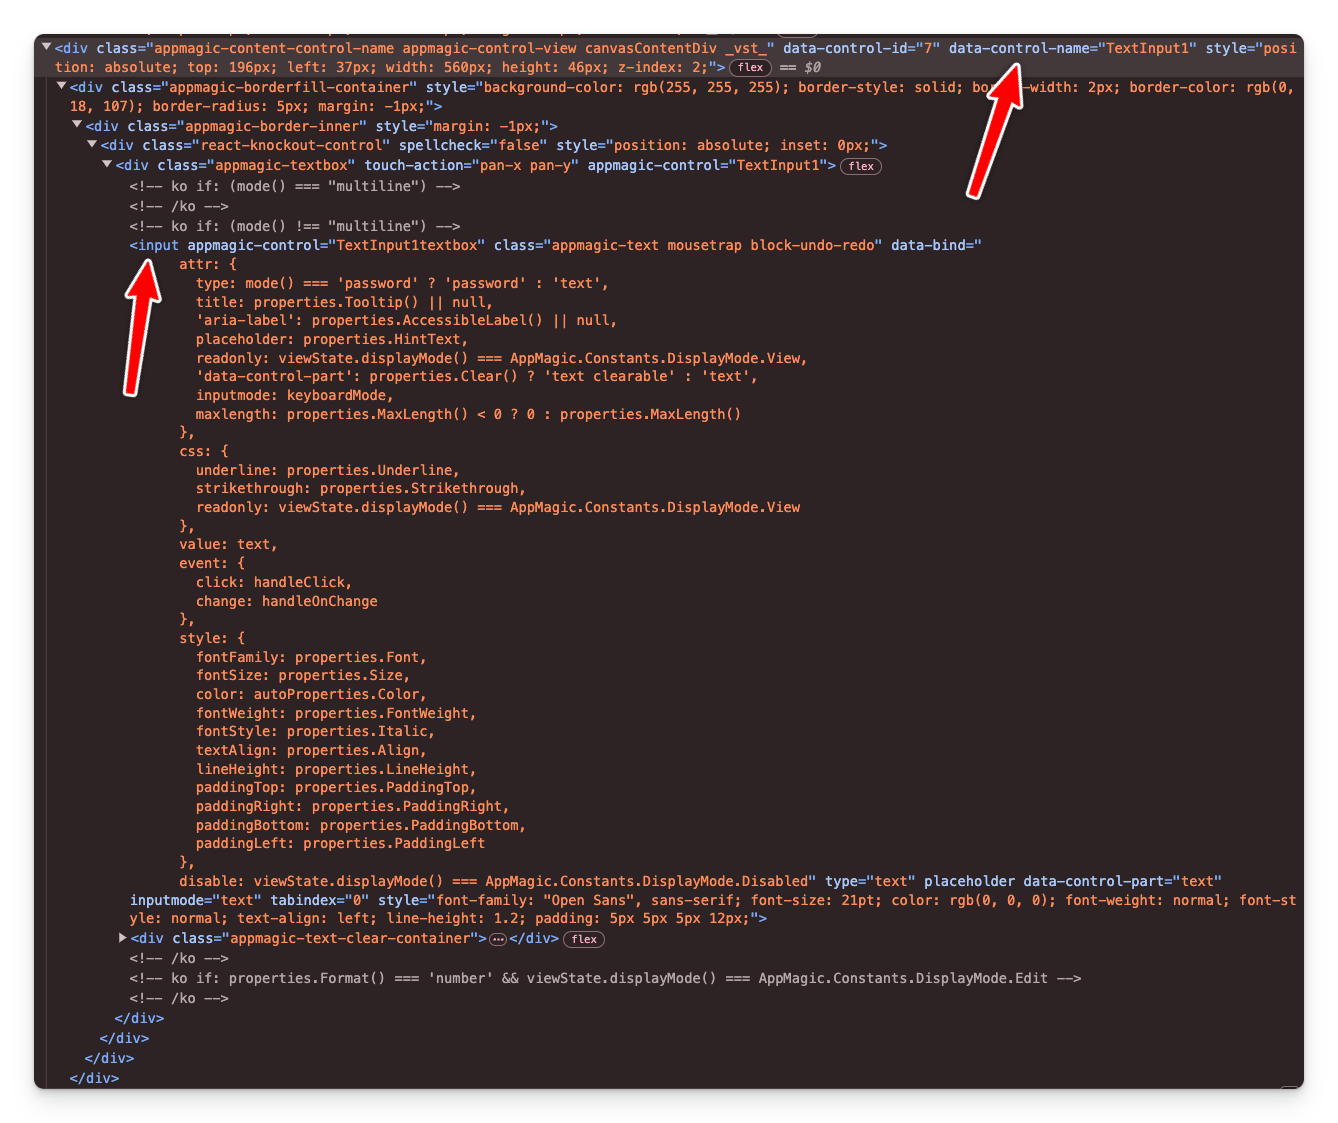 <div class="appmagic-content-control-name appmagic-control-view canvasContentDiv _vst_" data-control-id="7" data-control-name="TextInput1" style="posi
tion: absolute; top: 196px; left: 37px; width: 560px; height: 46px; z-index: 2;"> flex == $0
<div class="appmagic-borderfill-container" style="background-color: rgb(255, 255, 255); border-style: solid; bo width: 2px; border-color: rgb(0,
18, 107); border-radius: 5px; margin: -1px;">
<div class="appmagic-border-inner" style="margin: -1px;">
<div class="react-knockout-control" spellcheck="false" style="position: absolute; inset: 0px;">
<div class="appmagic-textbox" touch-action="pan-x pan-y" appmagic-control="TextInput1"> flex
<!-- ko if: (mode() === "multiline") -->
<!-- /ko -->
<!-- ko if: (mode() !== "multiline") -->
<input appmagic-control="TextInput1textbox" class="appmagic-text mousetrap block-undo-redo" data-bind="
attr: {
type: mode() === 'password' ? 'password' : 'text',
title: properties.Tooltip() || null,
'aria-label': properties.AccessibleLabel() || null,
placeholder: properties.HintText,
readonly: viewState.displayMode() === AppMagic.Constants.DisplayMode.View,
'data-control-part': properties.Clear() ? 'text clearable' : 'text',
inputmode: keyboardMode,
maxlength: properties.MaxLength() < 0 ? 0 : properties.MaxLength()
},
css: {
underline: properties.Underline,
strikethrough: properties.Strikethrough,
readonly: viewState.displayMode() === AppMagic.Constants.DisplayMode.View
},
value: text,
event: {
click: handleClick,
change: handleOnChange
},
style: {
fontFamily: properties.Font,
fontSize: properties.Size,
color: autoProperties.Color,
fontWeight: properties.FontWeight,
fontStyle: properties.Italic,
textAlign: properties.Align,
lineHeight: properties.LineHeight,
paddingTop: properties.PaddingTop,
paddingRight: properties.PaddingRight,
paddingBottom: properties.PaddingBottom,
paddingLeft: properties.PaddingLeft
},
disable: viewState.displayMode() === AppMagic.Constants.DisplayMode.Disabled" type="text" placeholder data-control-part="text"
inputmode="text" tabindex="0" style="font-family: "Open Sans", sans-serif; font-size: 21pt; color: rgb(0, 0, 0); font-weight: normal; font-st
yle: normal; text-align: left; line-height: 1.2; padding: 5px 5px 5px 12px;">
<div class="appmagic-text-clear-container">…</div> flex
<!-- /ko -->
<!-- ko if: properties.Format() === 'number' && viewState.displayMode() === AppMagic.Constants.DisplayMode.Edit -->
<!-- /ko -->
</div>
</div>
</div>
</div>